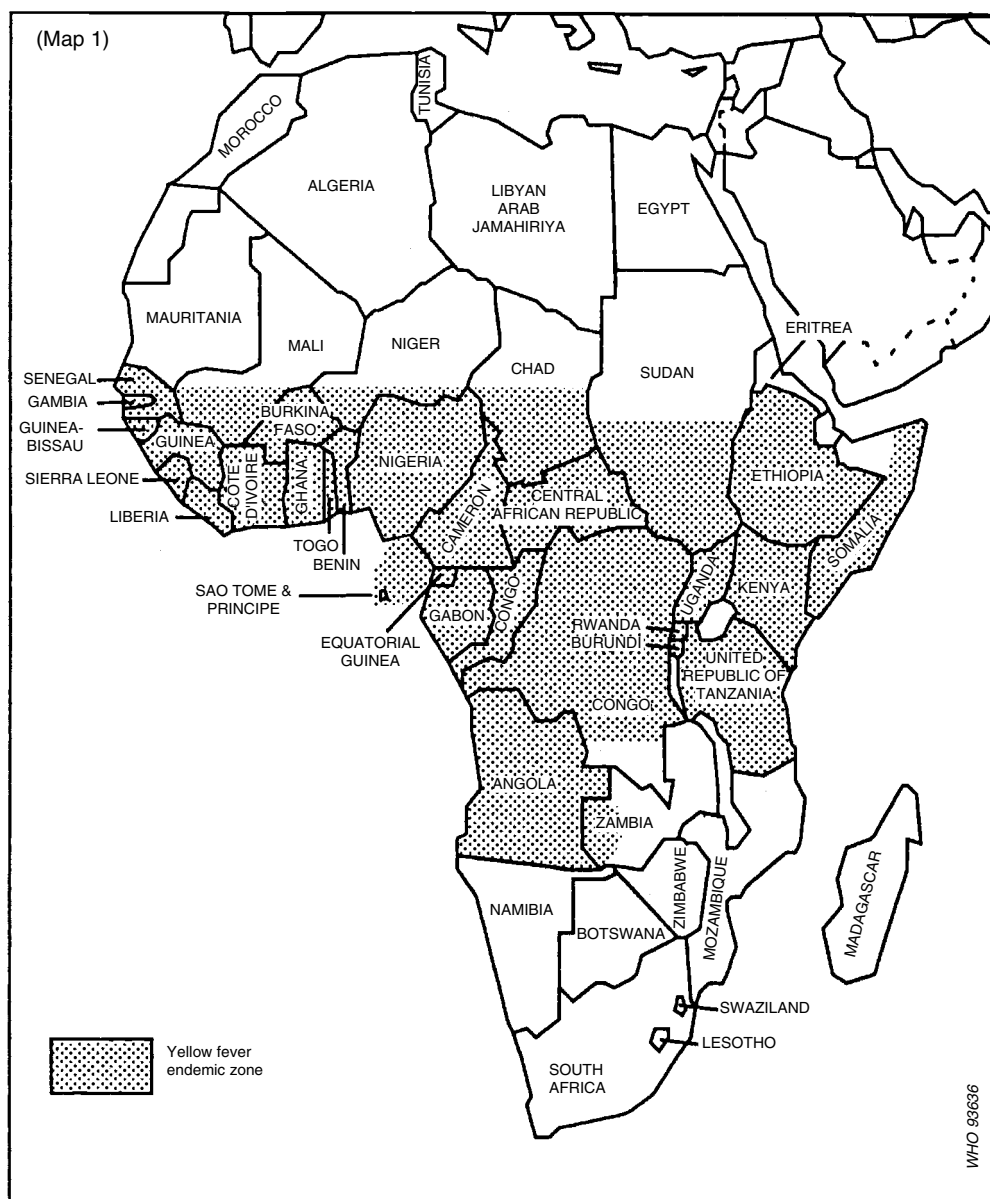 (Map 1)
TUNISIA
MOROCCO
ALGERIA
LIBYAN
ARAB
JAMAHIRIYA
EGYPT
MAURITANIA
MALI
NIGER
CHAD
SUDAN
ERITREA
SENEGAL
GAMBIA
GUINEA-
BISSAU
GUINEA
BURKINA
FASO
NIGERIA
ETHIOPIA
SIERRA LEONE
COTE
D'IVOIRE
GHANA
CENTRAL
AFRICAN REPUBLIC
CAMERON
SOMALIA
LIBERIA
TOGO
BENIN
SAO TOME &
PRINCIPE
EQUATORIAL
GUINEA
GABON
CONGO
UGANDA
KENYA
RWANDA
BURUNDI
UNITED
REPUBLIC OF
TANZANIA
CONGO
ANGOLA
ZAMBIA
NAMIBIA
BOTSWANA
ZIMBABWE
MOZAMBIQUE
MADAGASCAR
SWAZILAND
LESOTHO
SOUTH
AFRICA
Yellow fever
endemic zone
WHO 93636